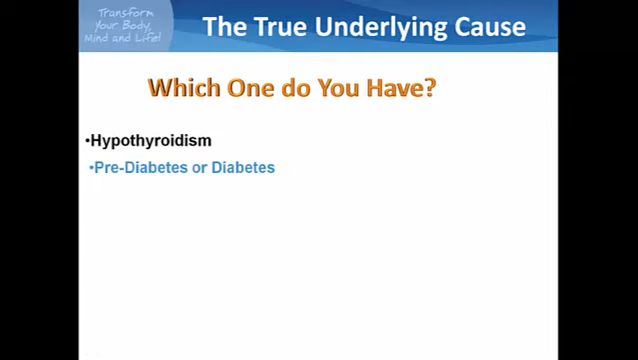 Transform
Your Body,
Mind and Life!
The True Underlying Cause
Which One do You Have?
•Hypothyroidism
•Pre-Diabetes or Diabetes